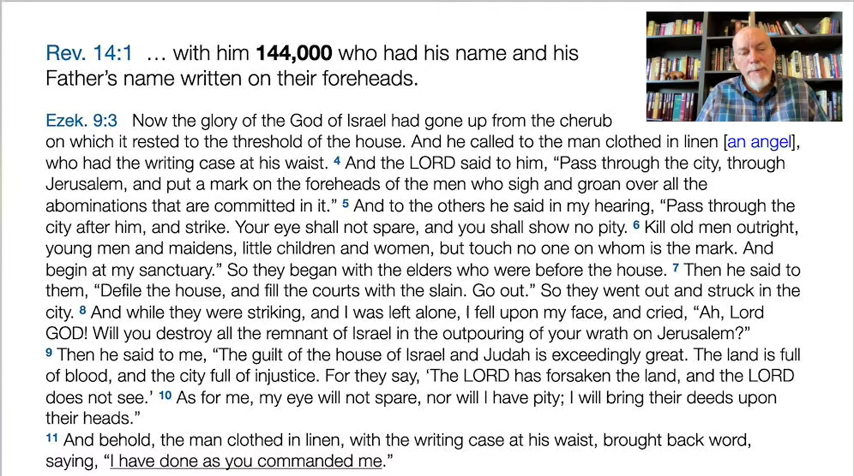 Rev. 14:1 … with him 144,000 who had his name and his
Father’s name written on their foreheads.
Ezek. 9:3 Now the glory of the God of Israel had gone up from the cherub
on which it rested to the threshold of the house. And he called to the man clothed in linen [an angel],
who had the writing case at his waist. 4 And the LORD said to him, “Pass through the city, through
Jerusalem, and put a mark on the foreheads of the men who sigh and groan over all the
abominations that are committed in it.” 5 And to the others he said in my hearing, “Pass through the
city after him, and strike. Your eye shall not spare, and you shall show no pity. 6 Kill old men outright,
young men and maidens, little children and women, but touch no one on whom is the mark. And
begin at my sanctuary.” So they began with the elders who were before the house. 7 Then he said to
them, “Defile the house, and fill the courts with the slain. Go out.” So they went out and struck in the
city. 8 And while they were striking, and I was left alone, I fell upon my face, and cried, “Ah, Lord
GOD! Will you destroy all the remnant of Israel in the outpouring of your wrath on Jerusalem?”
9 Then he said to me, “The guilt of the house of Israel and Judah is exceedingly great. The land is full
of blood, and the city full of injustice. For they say, ‘The LORD has forsaken the land, and the LORD
does not see.’ 10 As for me, my eye will not spare, nor will I have pity; I will bring their deeds upon
their heads.”
11 And behold, the man clothed in linen, with the writing case at his waist, brought back word,
saying, “I have done as you commanded me.”